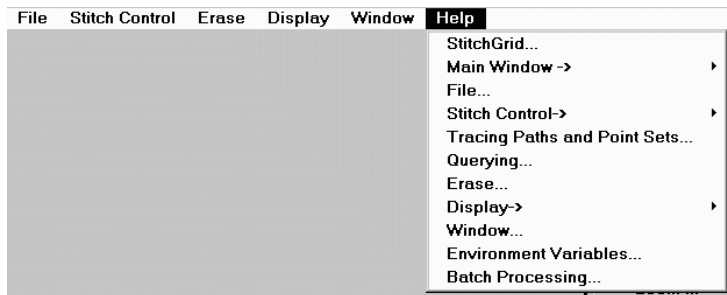 File Stitch Control Erase Display Window Help
StitchGrid...
Main Window ->
File...
Stitch Control->
Tracing Paths and Point Sets...
Querying...
Erase...
Display->
Window...
Environment Variables...
Batch Processing...